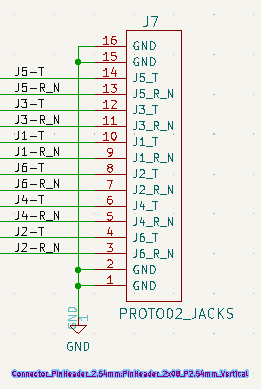 J7
16 GND
15 GND
J5-T 14 J5_T
J5-R_N 13 J5_R_N
J3-T 12 J3_T
J3-R_N 11 J3_R_N
J1-T 10 J1_T
J1-R_N 9 J1_R_N
J6-T 8 J2_T
J6-R_N 7 J2_R_N
J4-T 6 J4_T
J4-R_N 5 J4_R_N
J2-T 4 J6_T
J2-R_N 3 J6_R_N
2 GND
1 GND
PROTO02_JACKS
GND
1
GND
Connector_PinHeader_2.54mm:PinHeader_2x08_P2.54mm_Vertical